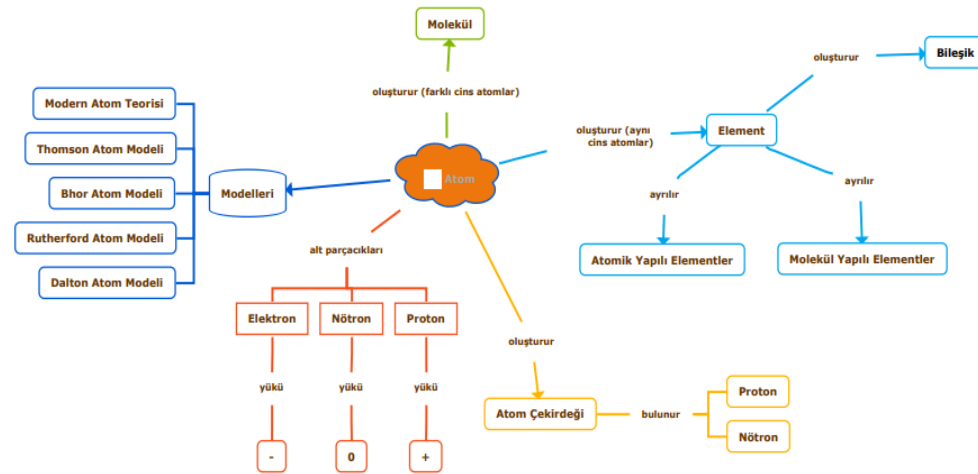 Molekül
oluşturur (farklı cins atomlar)
Modern Atom Teorisi
Thomson Atom Modeli
Bhor Atom Modeli
Rutherford Atom Modeli
Dalton Atom Modeli
Modelleri
Atom
oluşturur (aynı
cins atomlar)
Element
oluşturur
Bileşik
ayrılır
ayrılır
Atomik Yapılı Elementler
Molekül Yapılı Elementler
alt parçacıkları
Elektron
Nötron
Proton
yükü
yükü
yükü
-
0
+
oluşturur
Atom Çekirdeği
bulunur
Proton
Nötron